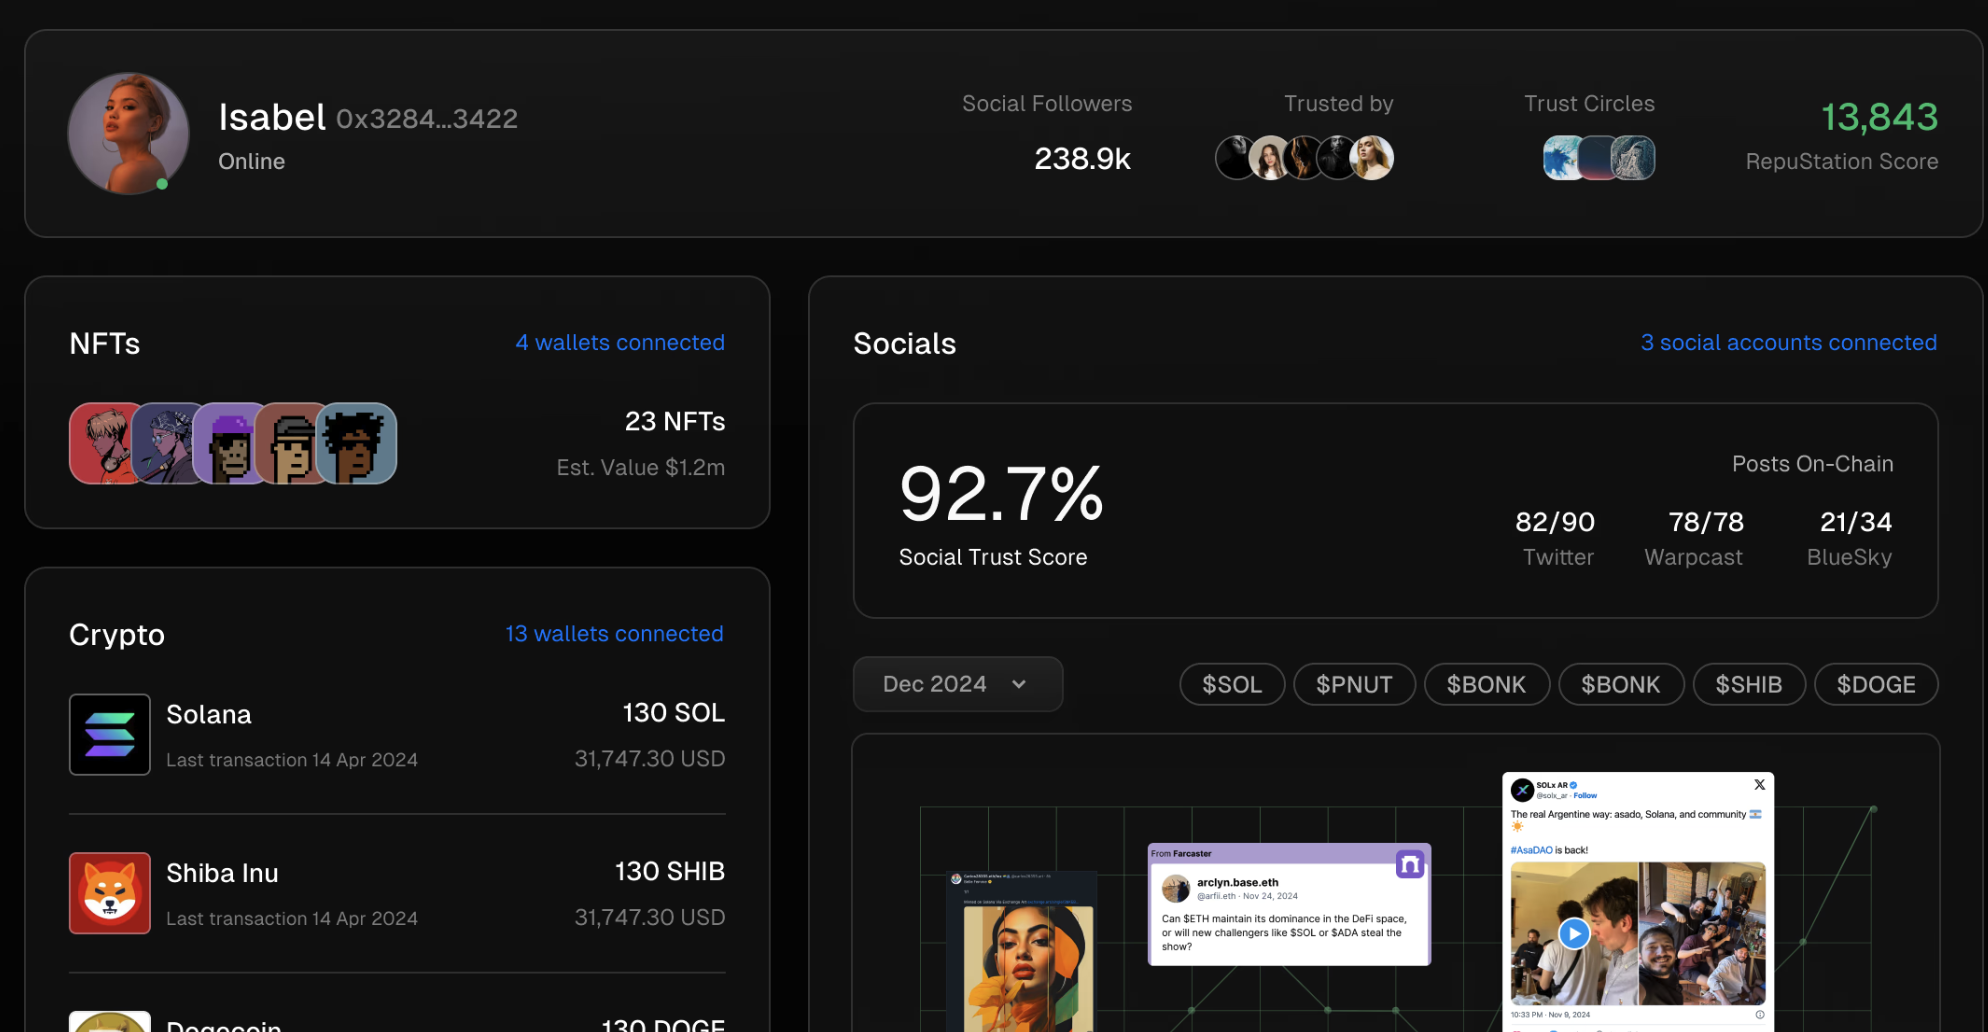 Isabel 0x3284...3422
Online
Social Followers
238.9k
Trusted by
Trust Circles
13,843
RepuStation Score
NFTs
4 wallets connected
23 NFTs
Est. Value $1.2m
Crypto
13 wallets connected
Solana
130 SOL
Last transaction 14 Apr 2024
31,747.30 USD
Shiba Inu
130 SHIB
Last transaction 14 Apr 2024
31,747.30 USD
Dogecoin
130 DOGE
Socials
3 social accounts connected
92.7%
Social Trust Score
Posts On-Chain
82/90
Twitter
78/78
Warpcast
21/34
BlueSky
Dec 2024
$SOL
$PNUT
$BONK
$BONK
$SHIB
$DOGE
From Farcaster
arclyn.base.eth
@arfii.eth · Nov 24, 2024
Can $ETH maintain its dominance in the DeFi space,
or will new challengers like $SOL or $ADA steal the
show?
SOLx AR
@solx_ar · Follow
The real Argentine way: asado, Solana, and community 🇦🇷
☀️
#AsaDAO is back!
10:33 PM · Nov 9, 2024